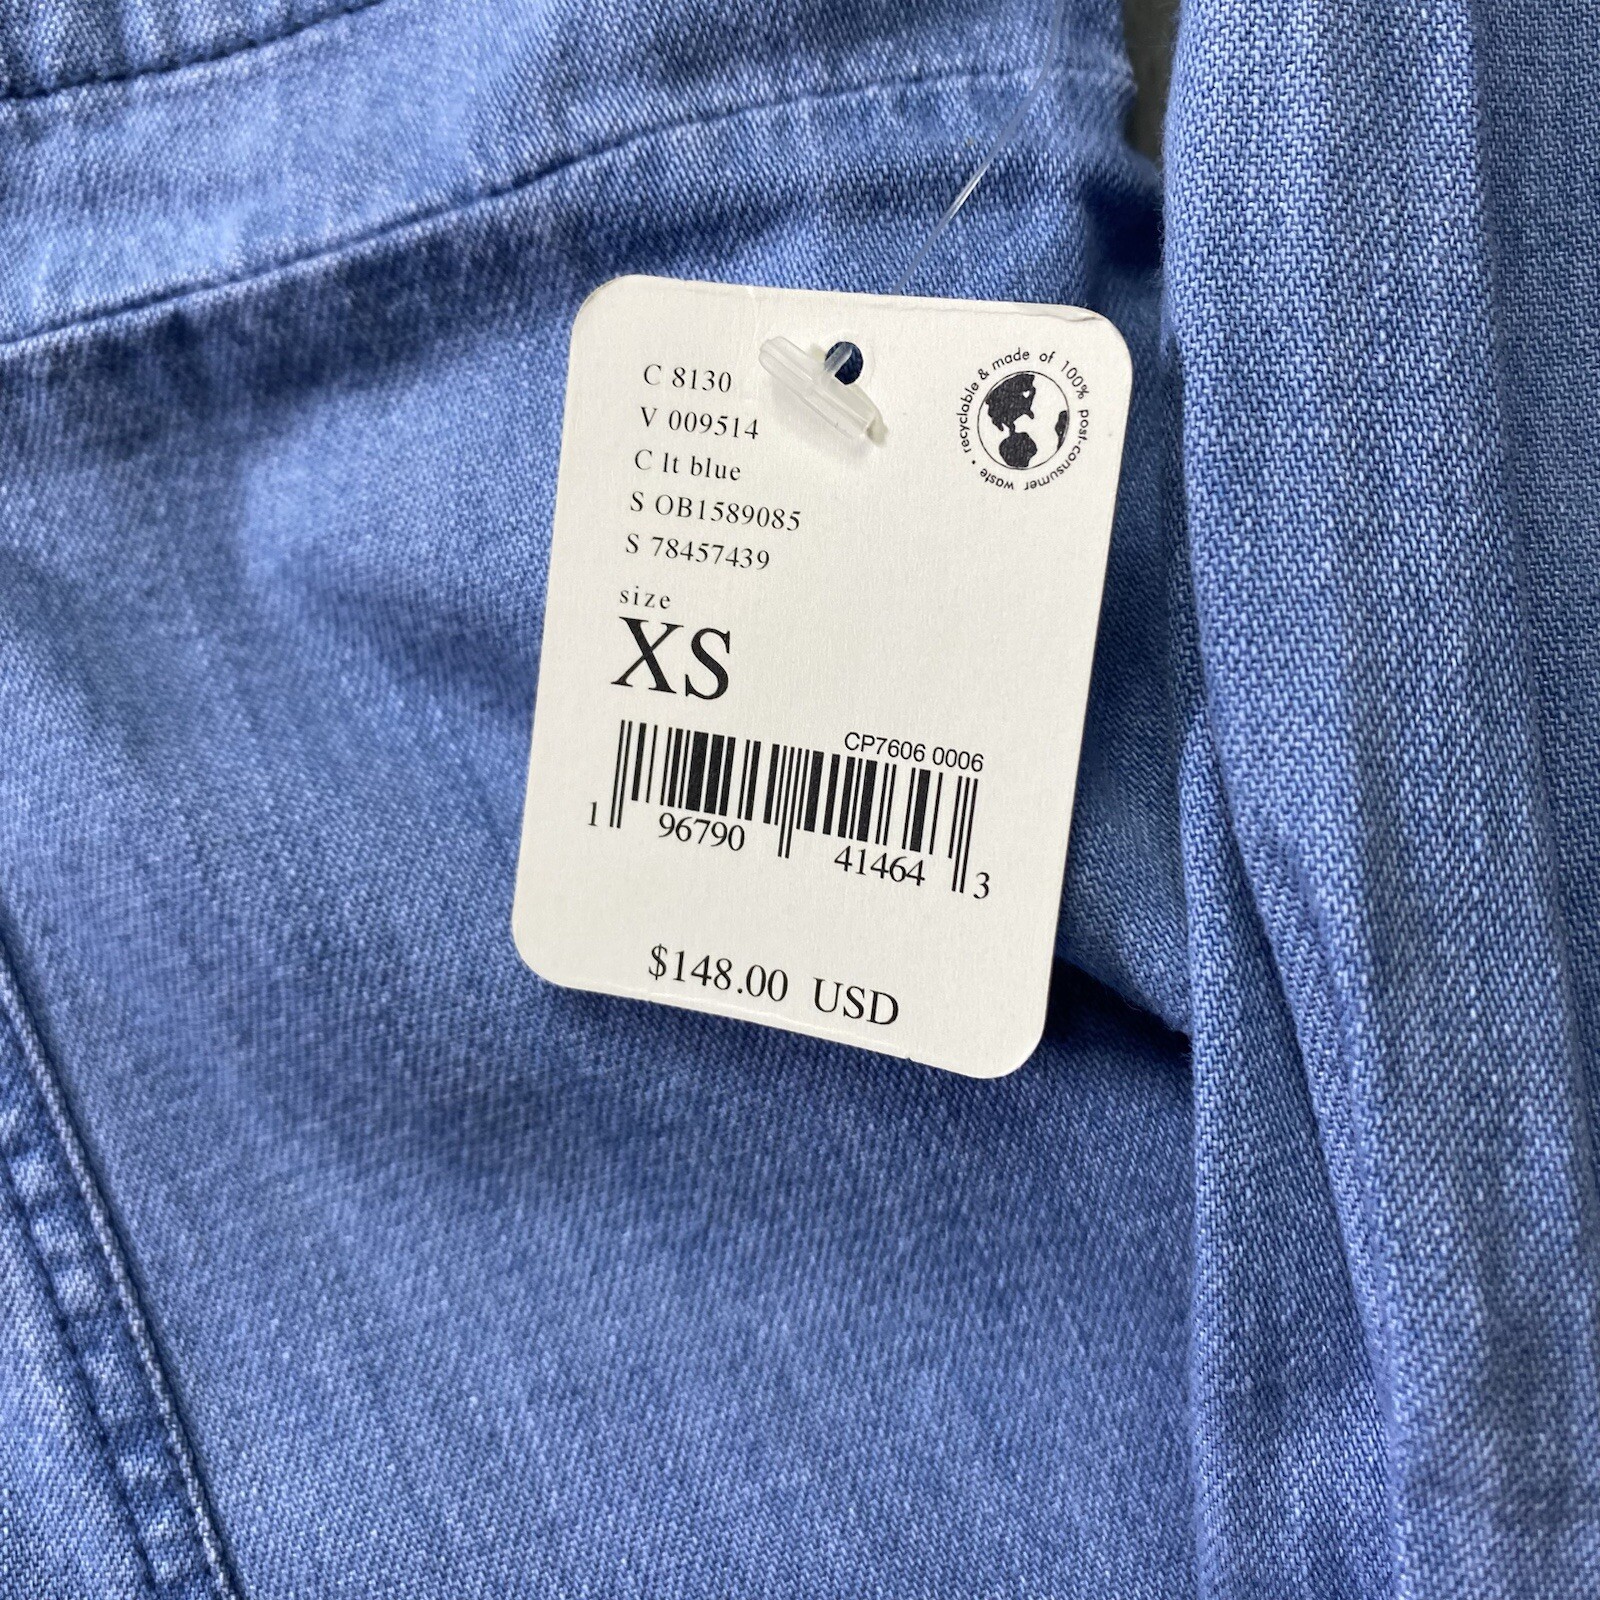 C 8130
V 009514
C lt blue
S OB1589085
S 78457439
recyclable & made of 100% post-consumer waste •
size
XS
CP7606 0006
1 96790 41464 3
$148.00 USD